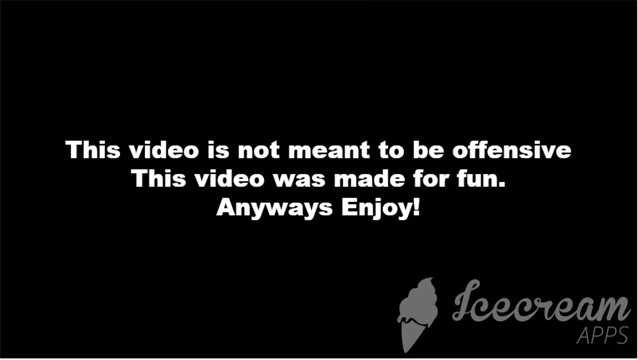 This video is not meant to be offensive
This video was made for fun.
Anyways Enjoy!
Icecream
APPS